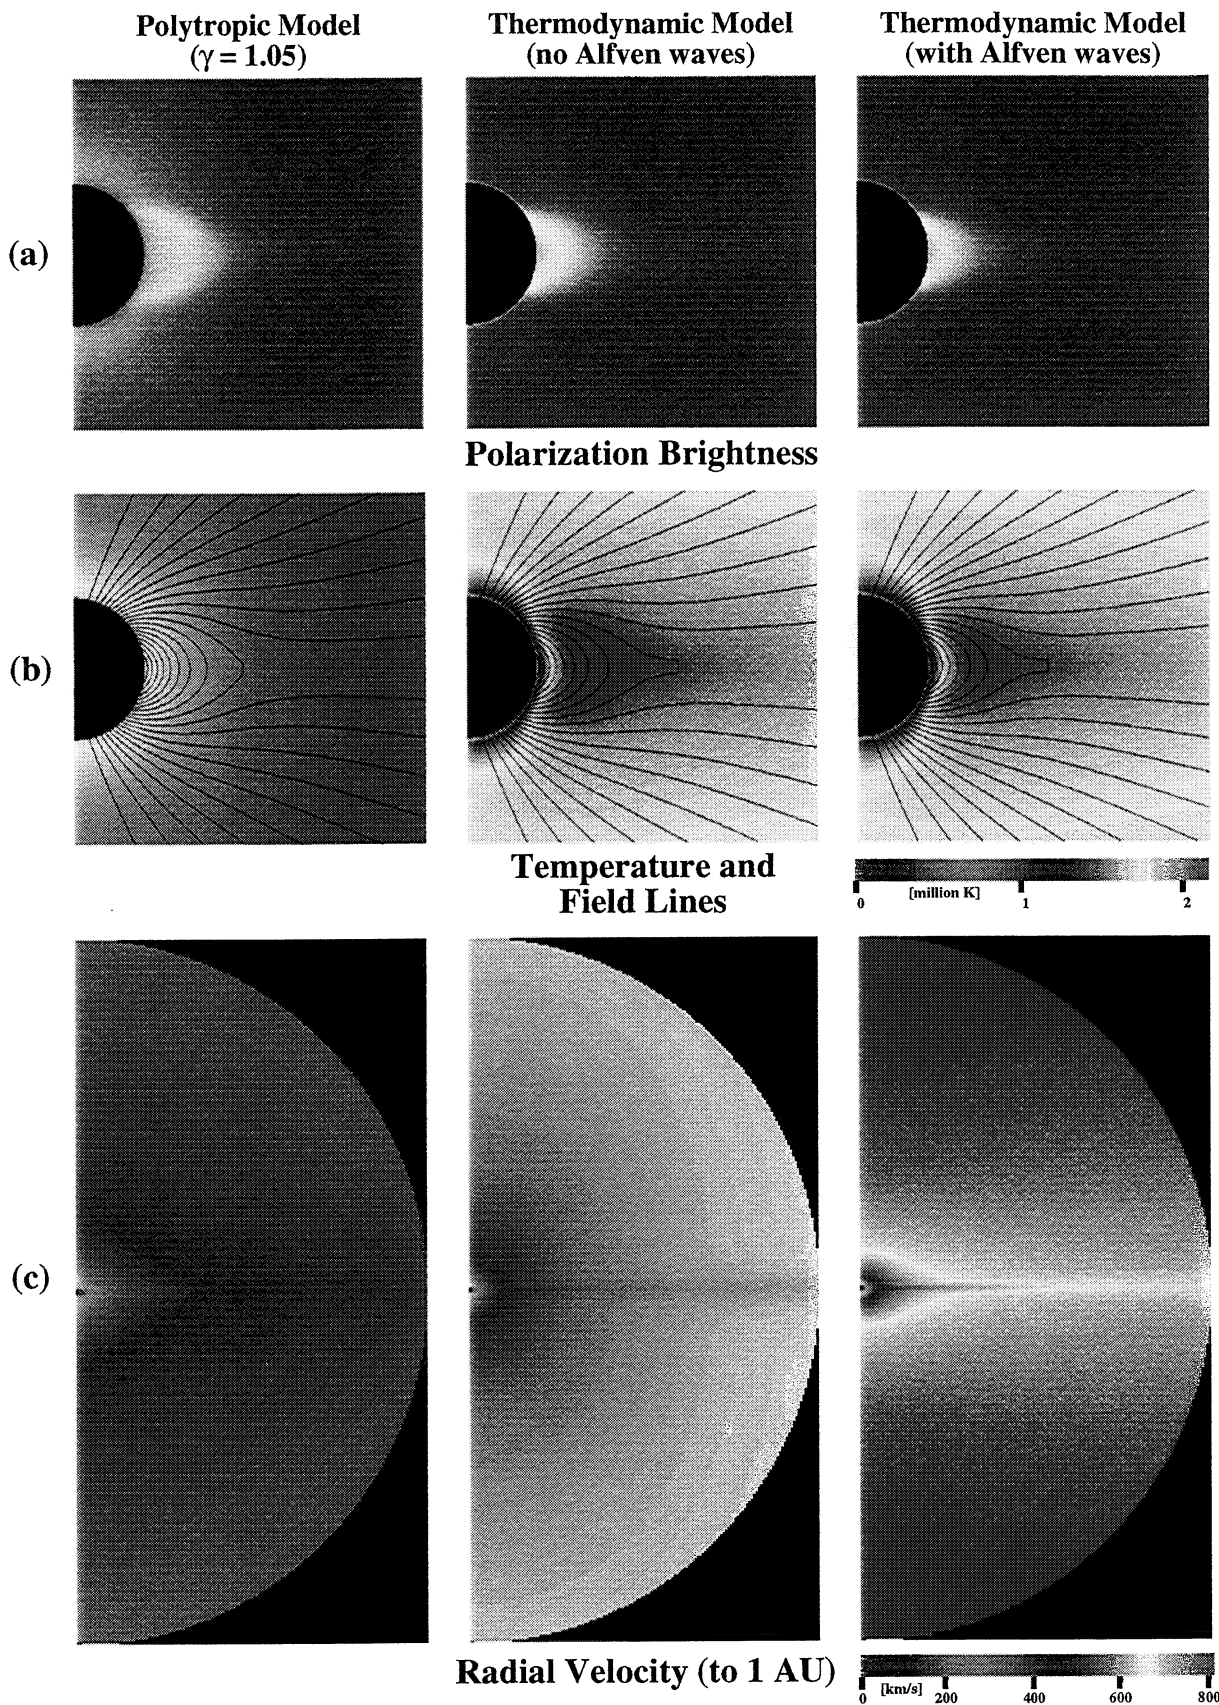 Polytropic Model
(γ = 1.05)
Thermodynamic Model
(no Alfven waves)
Thermodynamic Model
(with Alfven waves)
(a)
Polarization Brightness
(b)
Temperature and
Field Lines
[million K]
0 1 2
(c)
Radial Velocity (to 1 AU)
[km/s]
0 200 400 600 800